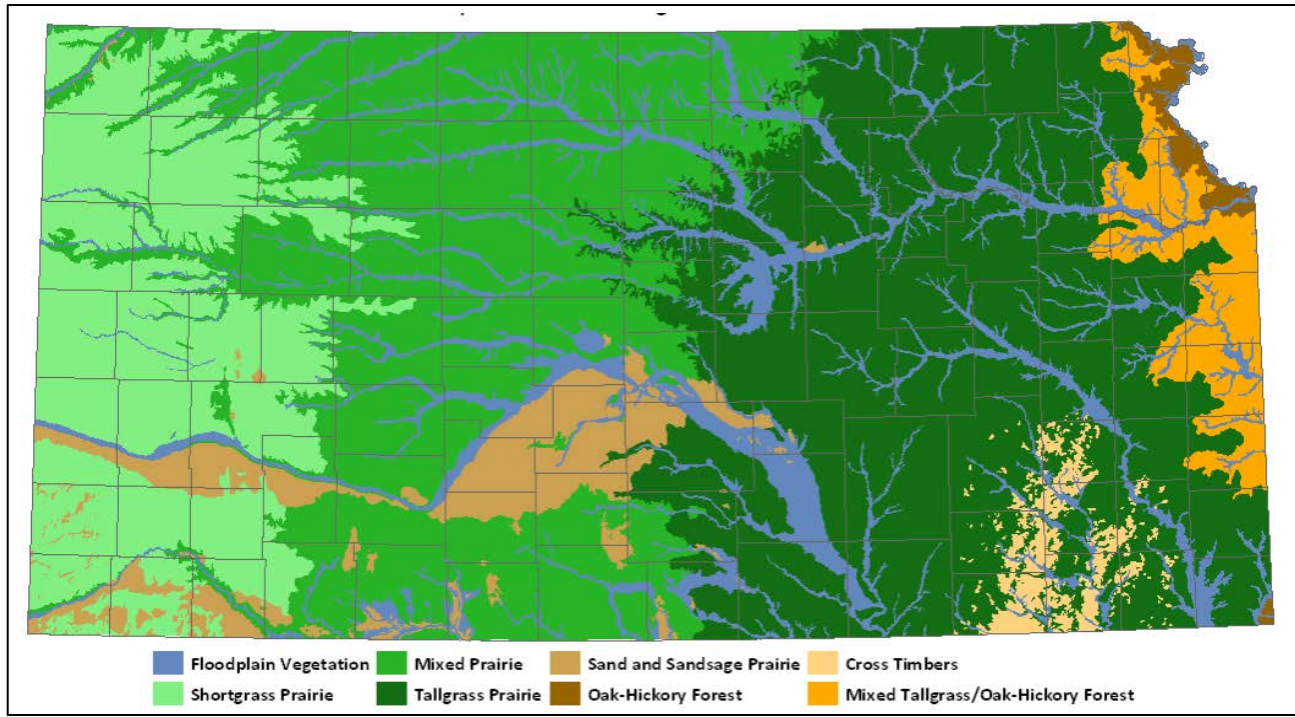 Floodplain Vegetation Mixed Prairie Sand and Sandsage Prairie Cross Timbers
Shortgrass Prairie Tallgrass Prairie Oak-Hickory Forest Mixed Tallgrass/Oak-Hickory Forest